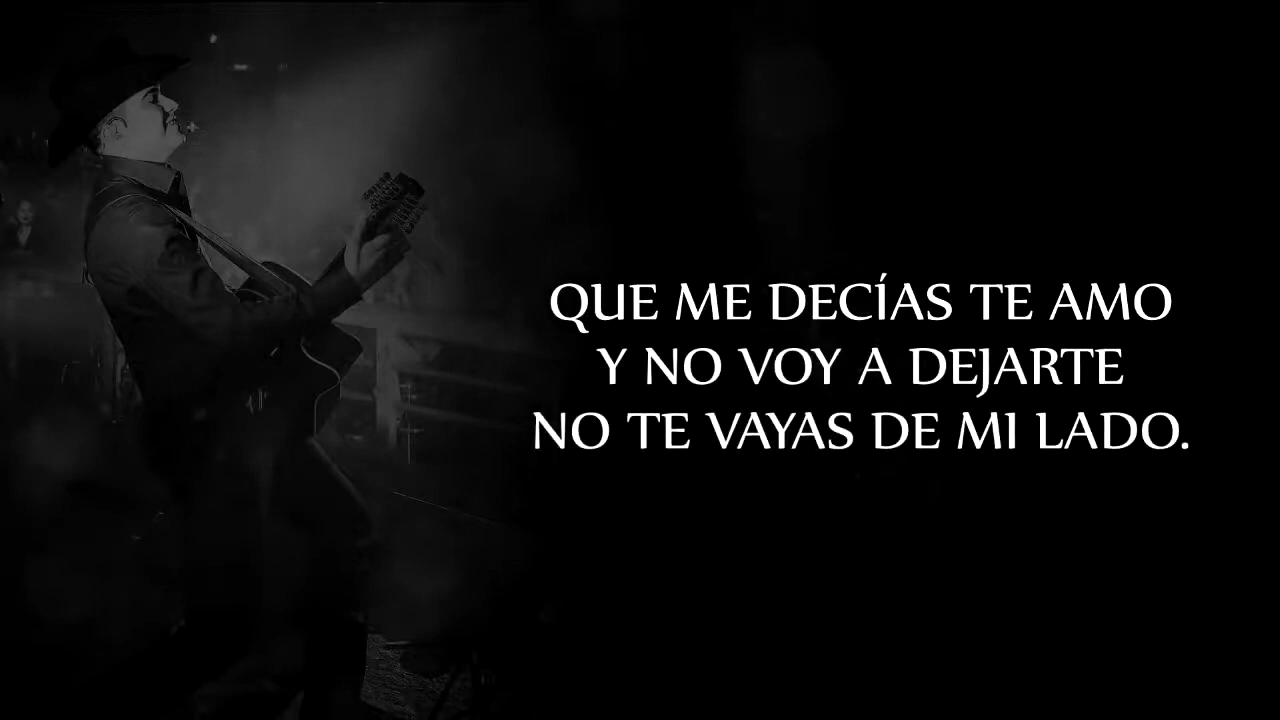 QUE ME DECÍAS TE AMO
Y NO VOY A DEJARTE
NO TE VAYAS DE MI LADO.